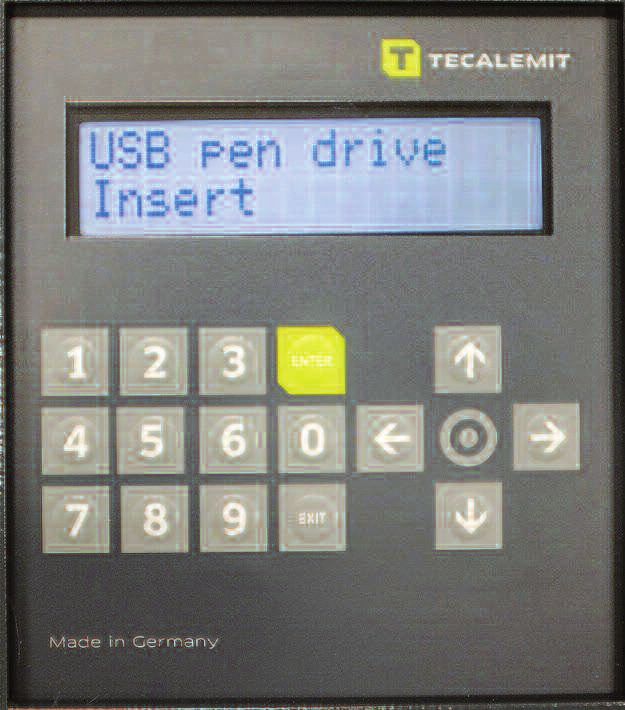 T TECALEMIT
USB pen drive
Insert
1 2 3 ENTER
4 5 6 0
7 8 9 EXIT
Made in Germany